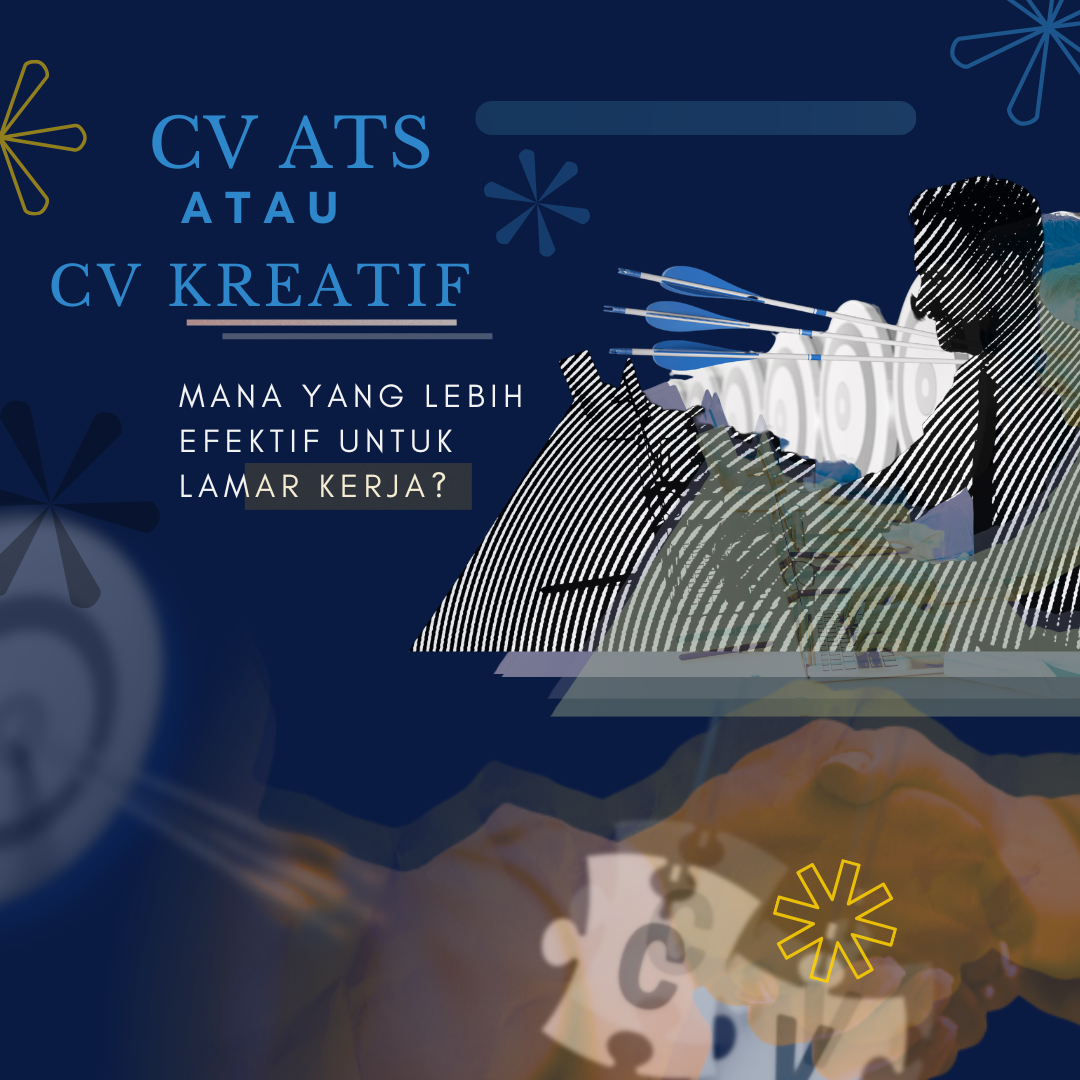 CV ATS
ATAU
CV KREATIF
MANA YANG LEBIH
EFEKTIF UNTUK
LAMAR KERJA?
C
V